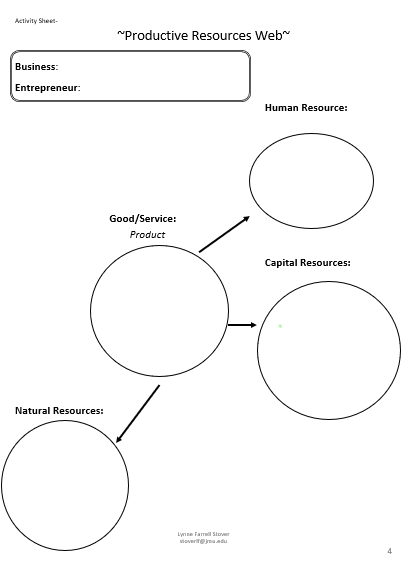 Activity Sheet-
~Productive Resources Web~
Business:
Entrepreneur:
Human Resource:
Good/Service:
Product
Capital Resources:
Natural Resources:
Lynne Farrell Stover
stoverlf@jmu.edu
4